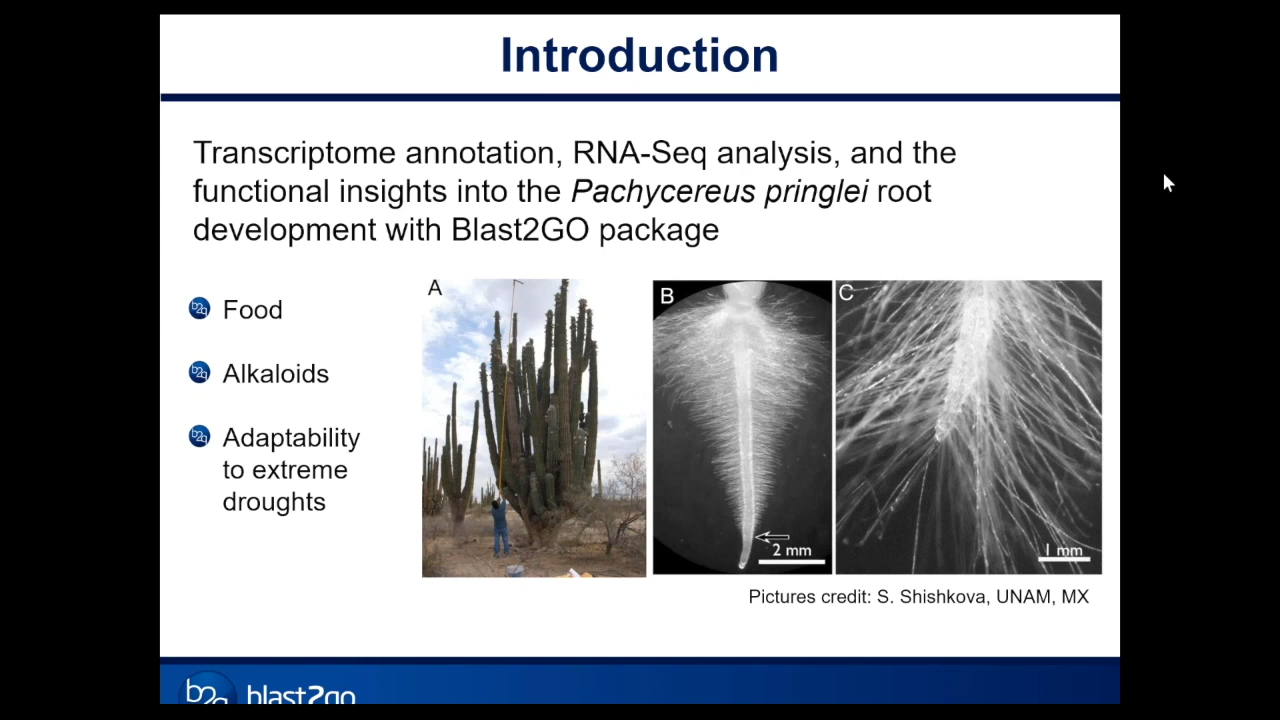 Introduction
Transcriptome annotation, RNA-Seq analysis, and the
functional insights into the Pachycereus pringlei root
development with Blast2GO package
Food
Alkaloids
Adaptability
to extreme
droughts
A
B
C
2 mm
1 mm
Pictures credit: S. Shishkova, UNAM, MX
b2g blast2go